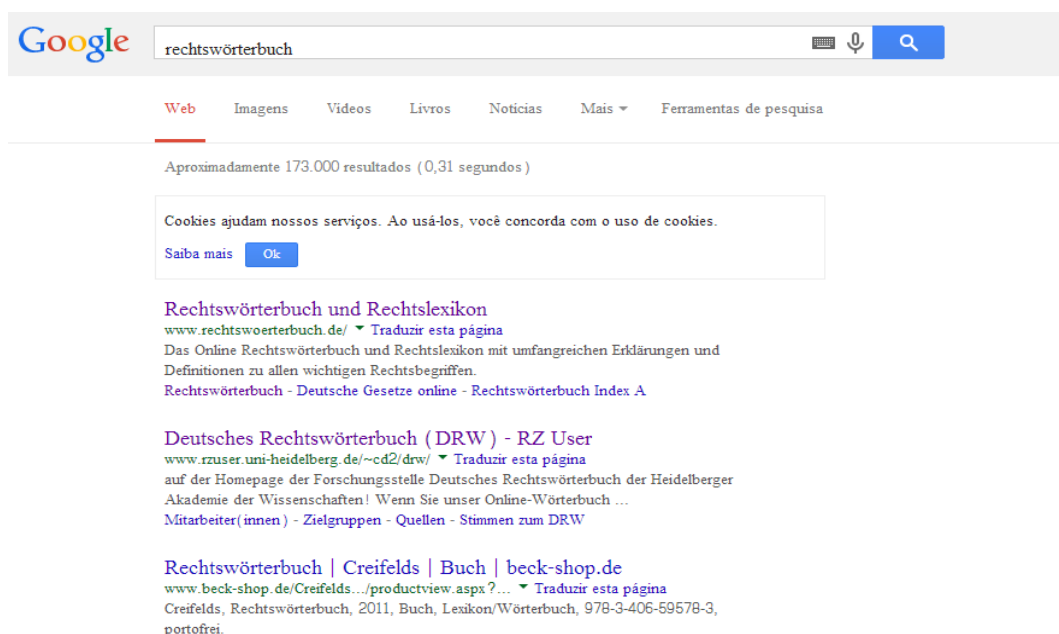 Google
rechtswörterbuch
Web Imagens Videos Livros Noticias Mais Ferramentas de pesquisa
Aproximadamente 173.000 resultados (0,31 segundos)
Cookies ajudam nossos serviços. Ao usá-los, você concorda com o uso de cookies.
Saiba mais Ok
Rechtswörterbuch und Rechtslexikon
www.rechtswoerterbuch.de/ Traduzir esta página
Das Online Rechtswörterbuch und Rechtslexikon mit umfangreichen Erklärungen und
Definitionen zu allen wichtigen Rechtsbegriffen.
Rechtswörterbuch - Deutsche Gesetze online - Rechtswörterbuch Index A
Deutsches Rechtswörterbuch (DRW) - RZ User
www.rzuser.uni-heidelberg.de/~cd2/drw/ Traduzir esta página
auf der Homepage der Forschungsstelle Deutsches Rechtswörterbuch der Heidelberger
Akademie der Wissenschaften! Wenn Sie unser Online-Wörterbuch ...
Mitarbeiter(innen) - Zielgruppen - Quellen - Stimmen zum DRW
Rechtswörterbuch | Creifelds | Buch | beck-shop.de
www.beck-shop.de/Creifelds.../productview.aspx?... Traduzir esta página
Creifelds, Rechtswörterbuch, 2011, Buch, Lexikon/Wörterbuch, 978-3-406-59578-3,
portofrei.